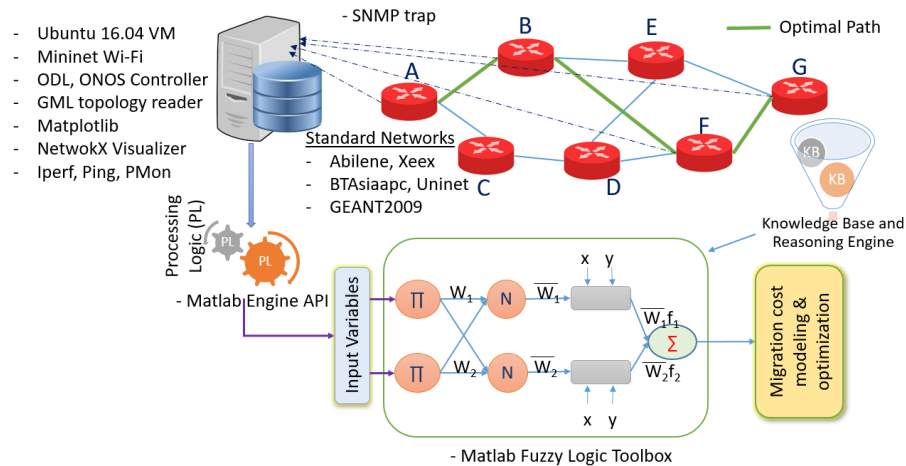 - Ubuntu 16.04 VM
- Mininet Wi-Fi
- ODL, ONOS Controller
- GML topology reader
- Matplotlib
- NetwokX Visualizer
- Iperf, Ping, PMon
- SNMP trap
Optimal Path
A
B
C
D
E
F
G
Standard Networks
- Abilene, Xeex
- BTAsiaapc, Uninet
- GEANT2009
KB
KB
Knowledge Base and
Reasoning Engine
Processing
Logic (PL)
PL
PL
- Matlab Engine API
Input Variables
Π
Π
W1
W2
N
N
W̅1
W̅2
x y
x y
W̅1f1
W̅2f2
Σ
Migration cost
modeling &
optimization
- Matlab Fuzzy Logic Toolbox